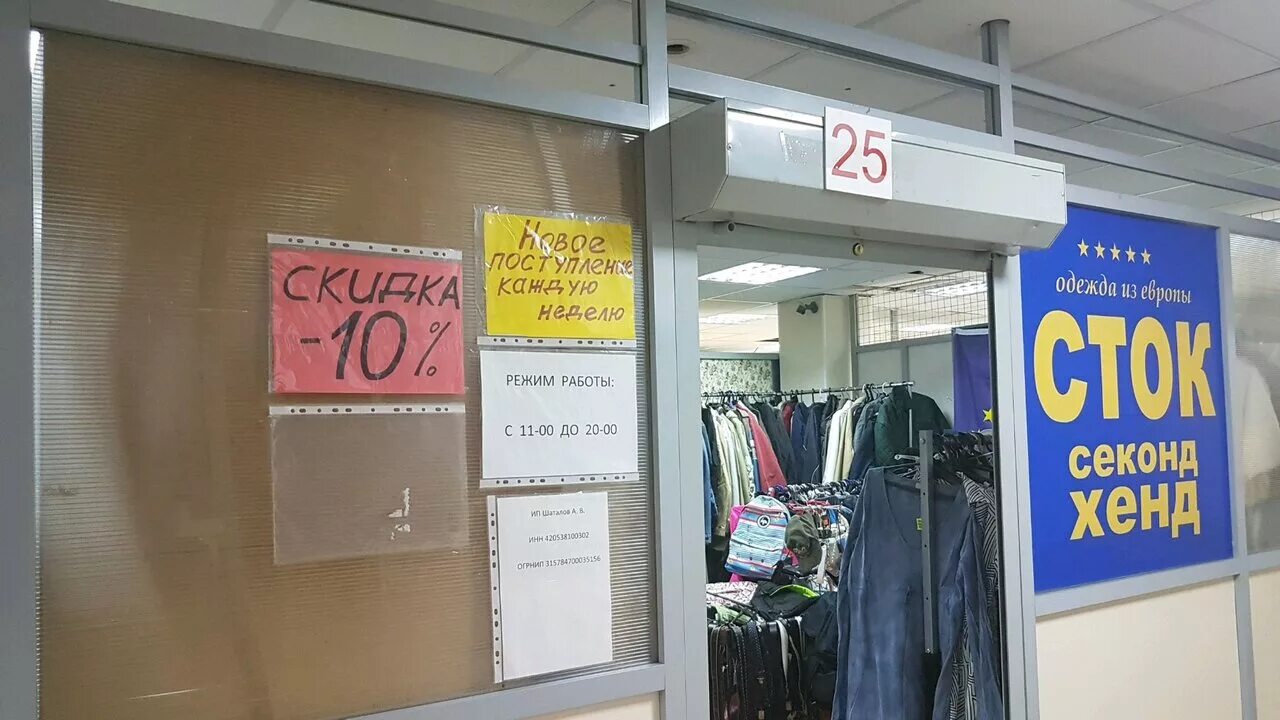 СКИДКА
-10%
Новое
поступление
каждую
неделю
РЕЖИМ РАБОТЫ:
С 11-00 ДО 20-00
ИП Шаталов А. В.
ИНН 420538100302
ОГРНИП 315784700035156
25
одежда из европы
СТОК
секонд
хенд